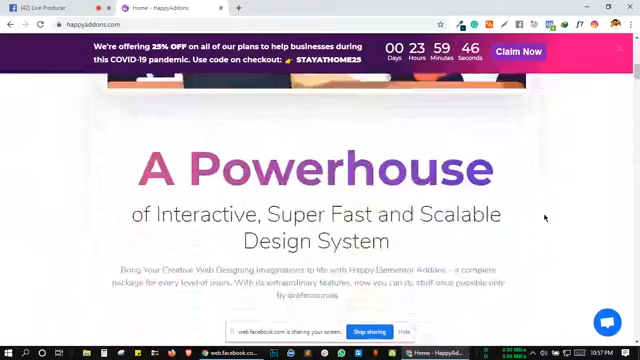 (42) Live Producer
Home - HappyAddons
happyaddons.com
We're offering 25% OFF on all of our plans to help businesses during
this COVID-19 pandemic. Use code on checkout: 👉 STAYATHOME25
00 23 59 46
Days Hours Minutes Seconds
Claim Now
A Powerhouse
of Interactive, Super Fast and Scalable
Design System
Bring Your Creative Web Designing Imaginations to life with Happy Elementor Addons - a complete
package for every level of users. With its extraordinary features, now you can do stuff once possible only
by professionals.
web.facebook.com is sharing your screen.
Stop sharing
Hide
web.facebook.co...
Home - HappyAd...
10:57 PM